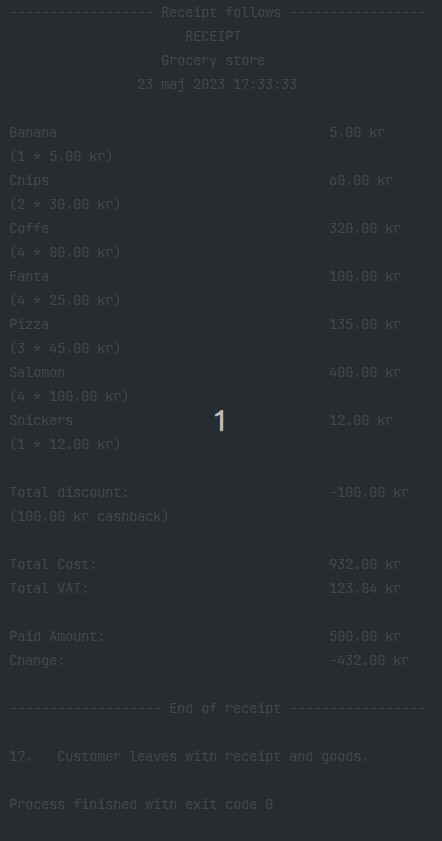 ------------------ Receipt follows -----------------
RECEIPT
Grocery store
23 maj 2023 17:33:33
Banana 5.00 kr
(1 * 5.00 kr)
Chips 60.00 kr
(2 * 30.00 kr)
Coffe 320.00 kr
(4 * 80.00 kr)
Fanta 100.00 kr
(4 * 25.00 kr)
Pizza 135.00 kr
(3 * 45.00 kr)
Salomon 400.00 kr
(4 * 100.00 kr)
1
Snickers 12.00 kr
(1 * 12.00 kr)
Total discount: -100.00 kr
(100.00 kr cashback)
Total Cost: 932.00 kr
Total VAT: 123.84 kr
Paid Amount: 500.00 kr
Change: -432.00 kr
------------------- End of receipt -----------------
17. Customer leaves with receipt and goods.
Process finished with exit code 0